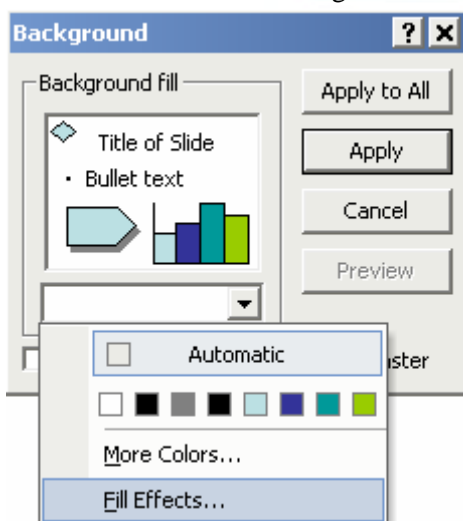 Background
Background fill
Apply to All
Title of Slide
Apply
• Bullet text
Cancel
Preview
Automatic
More Colors...
Fill Effects...